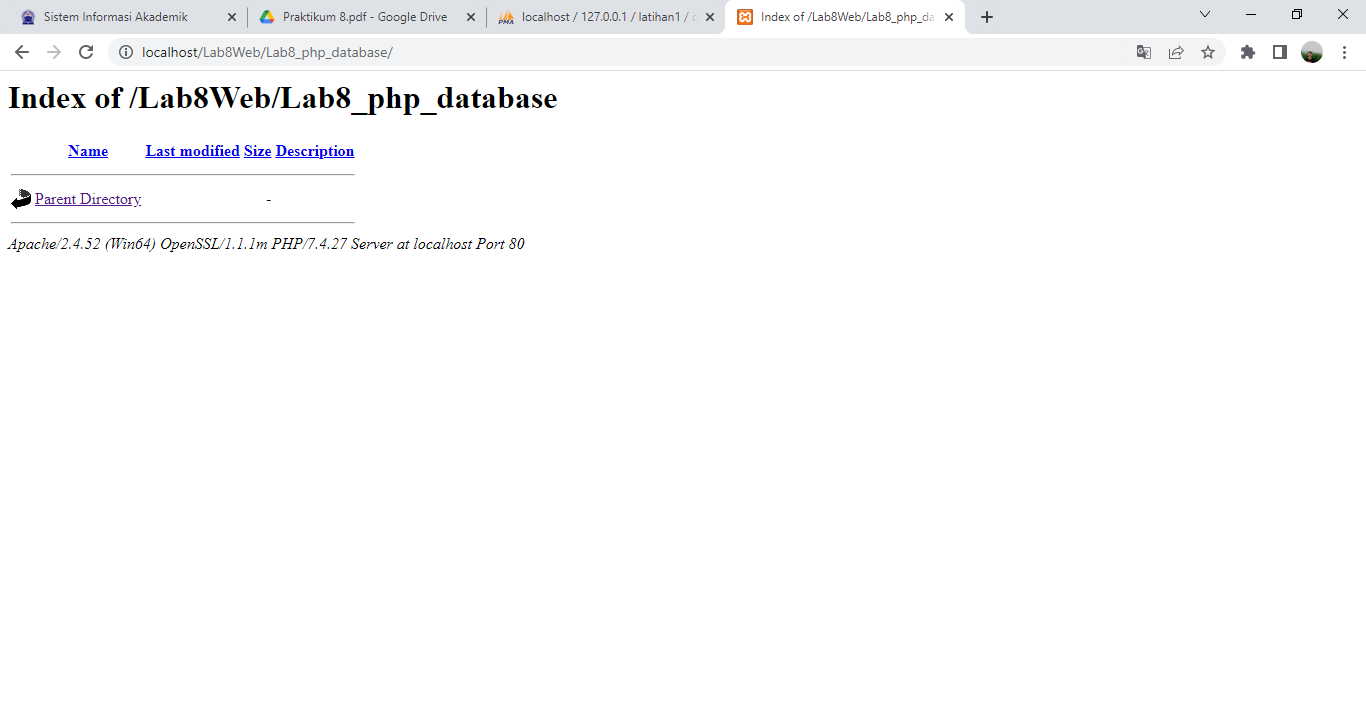 Sistem Informasi Akademik
Praktikum 8.pdf - Google Drive
PMA
localhost / 127.0.0.1 / latihan1 /
Index of /Lab8Web/Lab8_php_da
localhost/Lab8Web/Lab8_php_database/
Index of /Lab8Web/Lab8_php_database
Name Last modified Size Description
Parent Directory -
Apache/2.4.52 (Win64) OpenSSL/1.1.1m PHP/7.4.27 Server at localhost Port 80